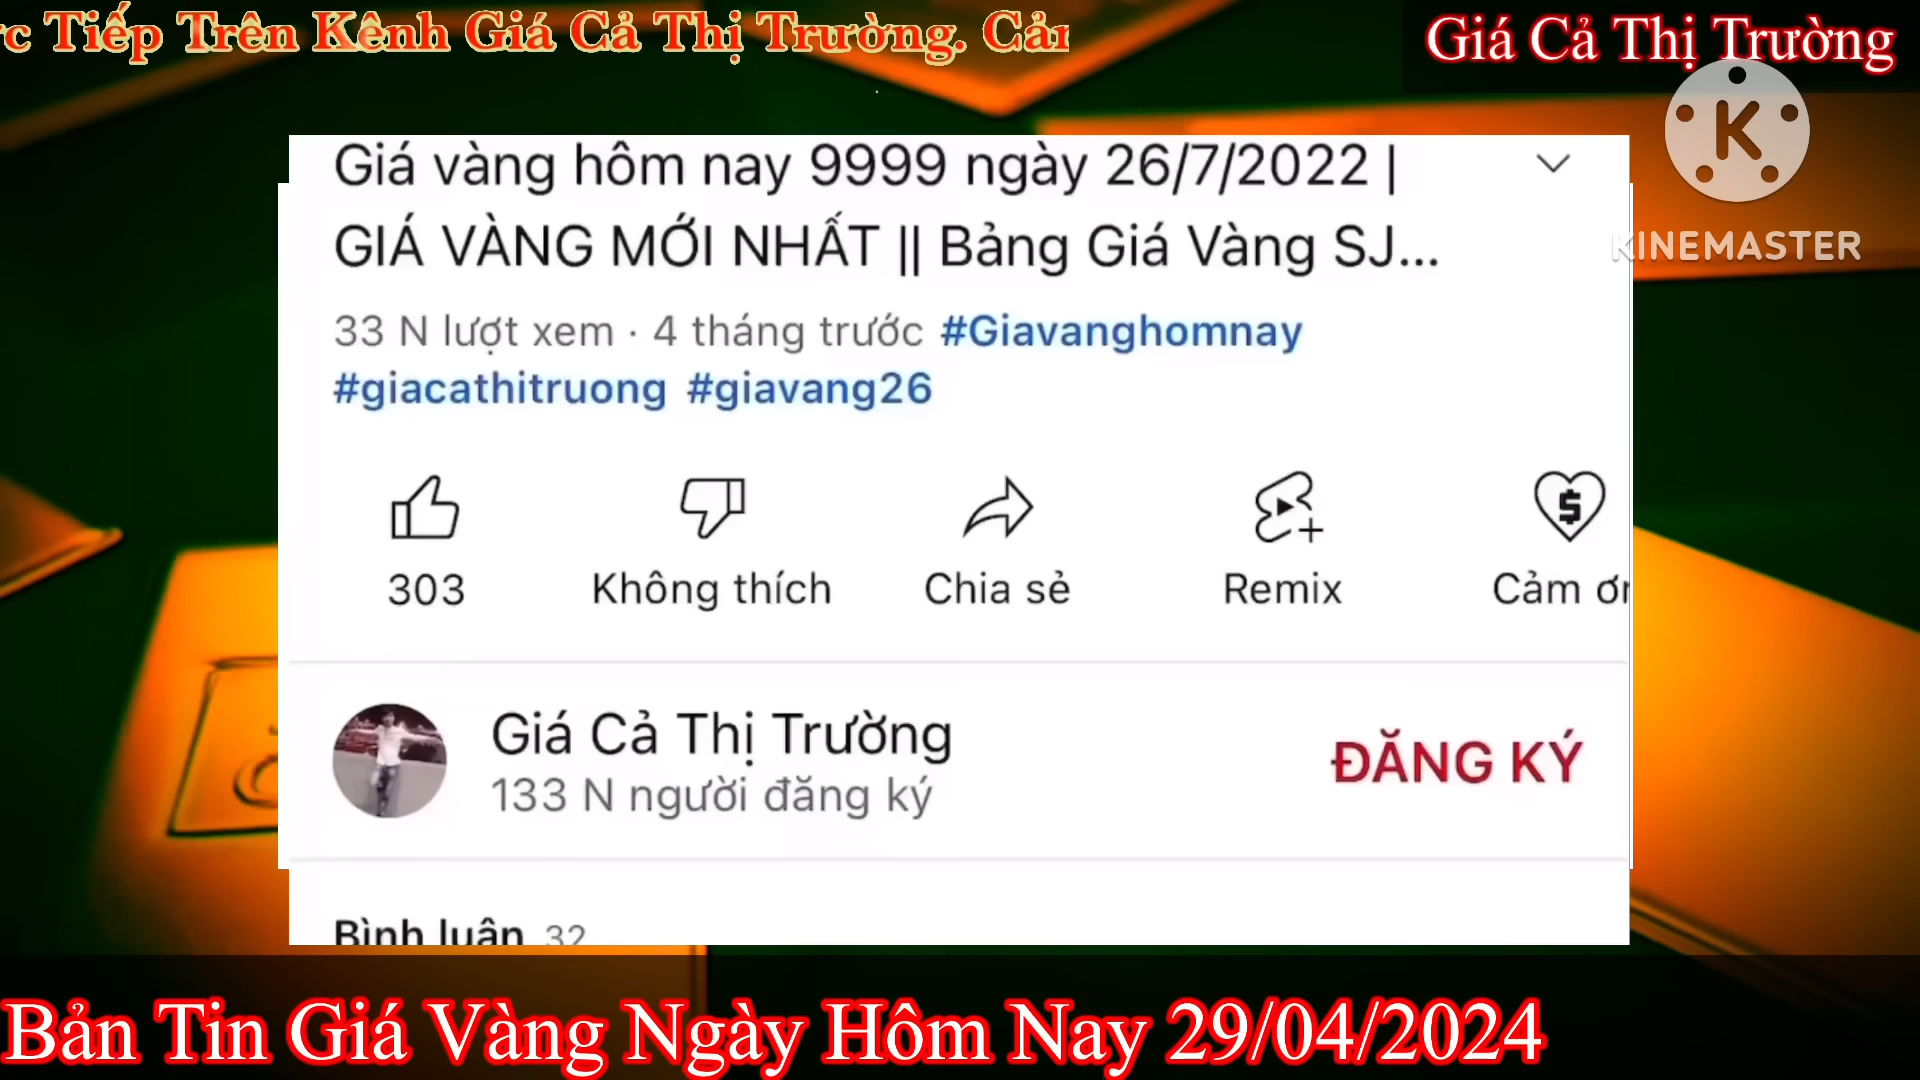 Tiếp Trên Kênh Giá Cả Thị Trường.
Giá Cả Thị Trường
K
KINEMASTER
Giá vàng hôm nay 9999 ngày 26/7/2022 |
GIÁ VÀNG MỚI NHẤT || Bảng Giá Vàng SJ...
33 N lượt xem · 4 tháng trước #Giavanghomnay
#giacathitruong #giavang26
303 Không thích Chia sẻ Remix Cảm ơn
Giá Cả Thị Trường
133 N người đăng ký
ĐĂNG KÝ
Bình luận 32
Bản Tin Giá Vàng Ngày Hôm Nay 29/04/2024